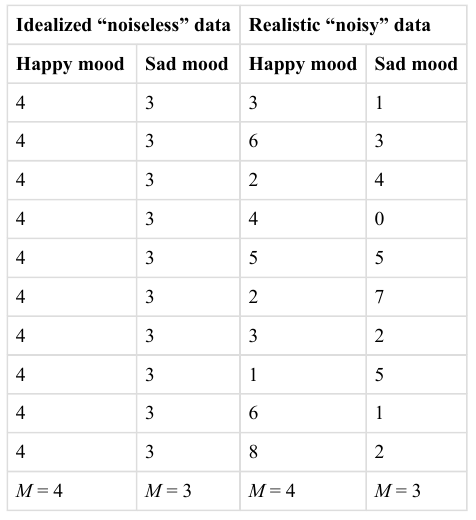 Idealized “noiseless” data Realistic “noisy” data
Happy mood Sad mood Happy mood Sad mood
4 3 3 1
4 3 6 3
4 3 2 4
4 3 4 0
4 3 5 5
4 3 2 7
4 3 3 2
4 3 1 5
4 3 6 1
4 3 8 2
M = 4 M = 3 M = 4 M = 3